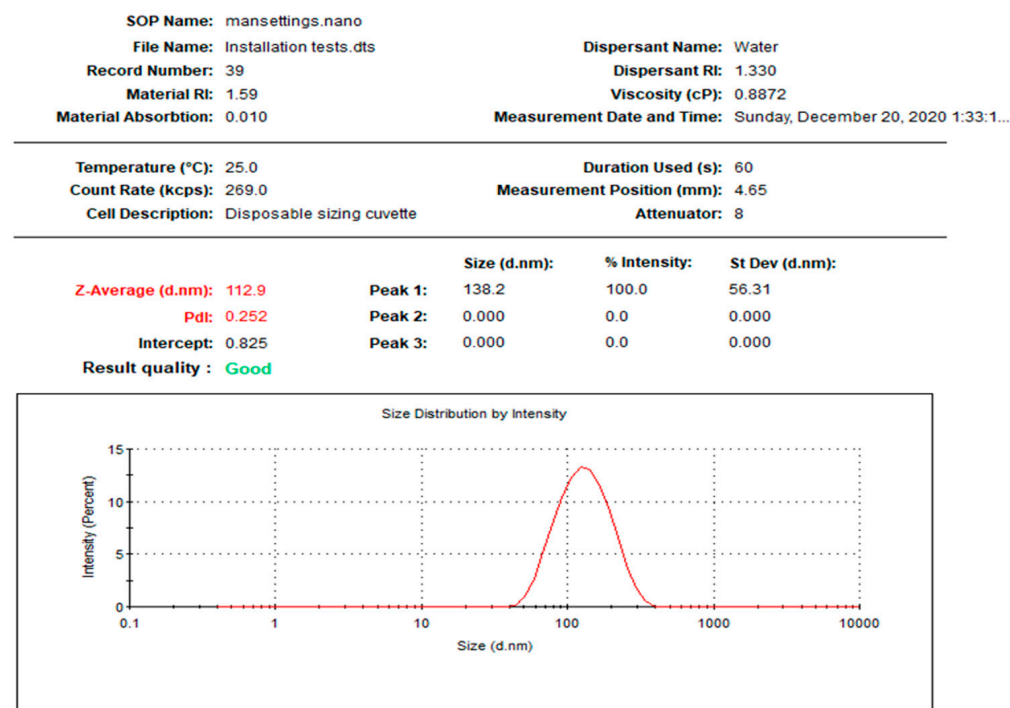 SOP Name: mansettings.nano
File Name: Installation tests.dts Dispersant Name: Water
Record Number: 39 Dispersant RI: 1.330
Material RI: 1.59 Viscosity (cP): 0.8872
Material Absorbtion: 0.010 Measurement Date and Time: Sunday, December 20, 2020 1:33:1...
Temperature (°C): 25.0 Duration Used (s): 60
Count Rate (kcps): 269.0 Measurement Position (mm): 4.65
Cell Description: Disposable sizing cuvette Attenuator: 8
Size (d.nm): % Intensity: St Dev (d.nm):
Z-Average (d.nm): 112.9 Peak 1: 138.2 100.0 56.31
PdI: 0.252 Peak 2: 0.000 0.0 0.000
Intercept: 0.825 Peak 3: 0.000 0.0 0.000
Result quality : Good
Size Distribution by Intensity
Intensity (Percent)
15
10
5
0
0.1 1 10 100 1000 10000
Size (d.nm)